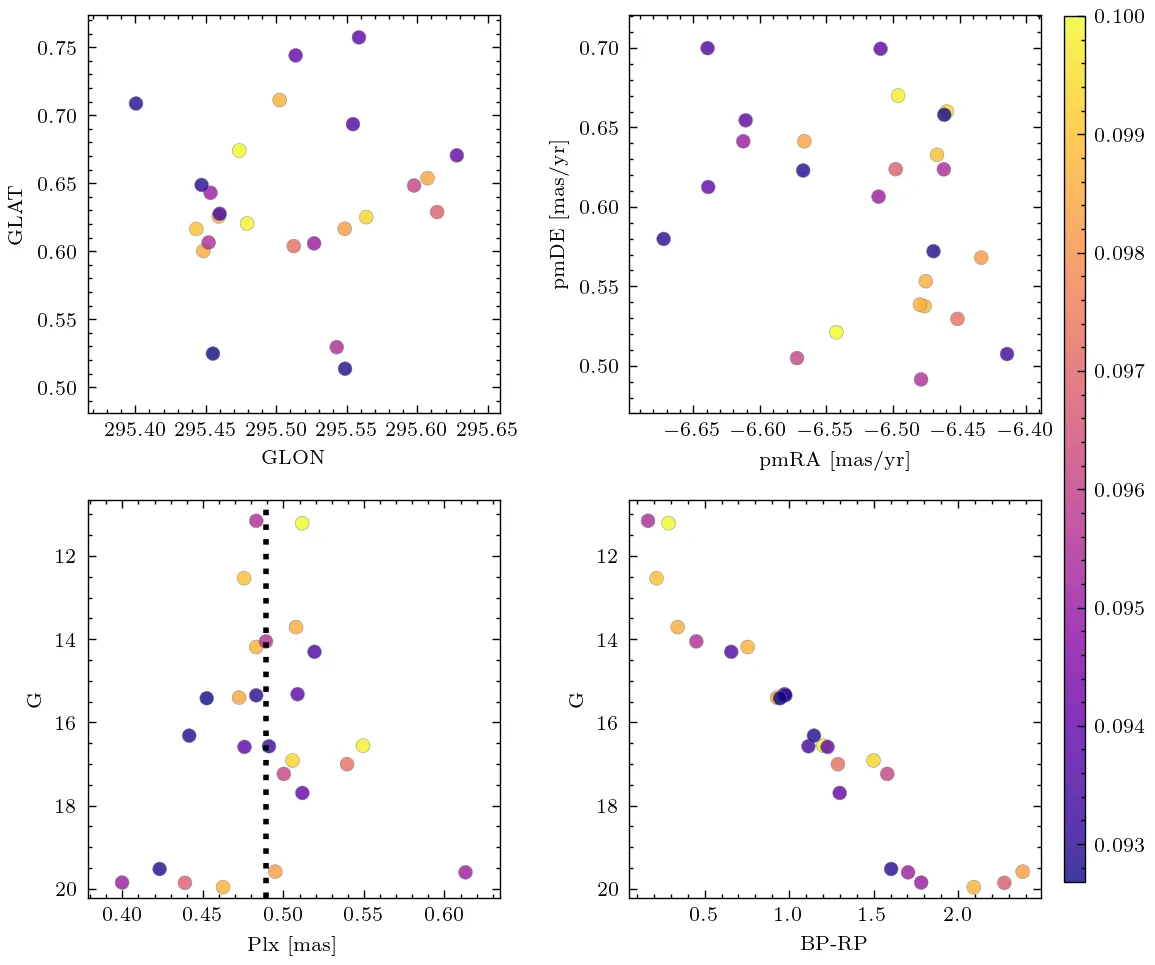 0.75
0.70
0.65
0.60
0.55
0.50
GLAT
295.40 295.45 295.50 295.55 295.60 295.65
GLON
0.70
0.65
0.60
0.55
0.50
pmDE [mas/yr]
−6.65 −6.60 −6.55 −6.50 −6.45 −6.40
pmRA [mas/yr]
12
14
16
18
20
G
0.40 0.45 0.50 0.55 0.60
Plx [mas]
12
14
16
18
20
G
0.5 1.0 1.5 2.0
BP-RP
0.100
0.099
0.098
0.097
0.096
0.095
0.094
0.093